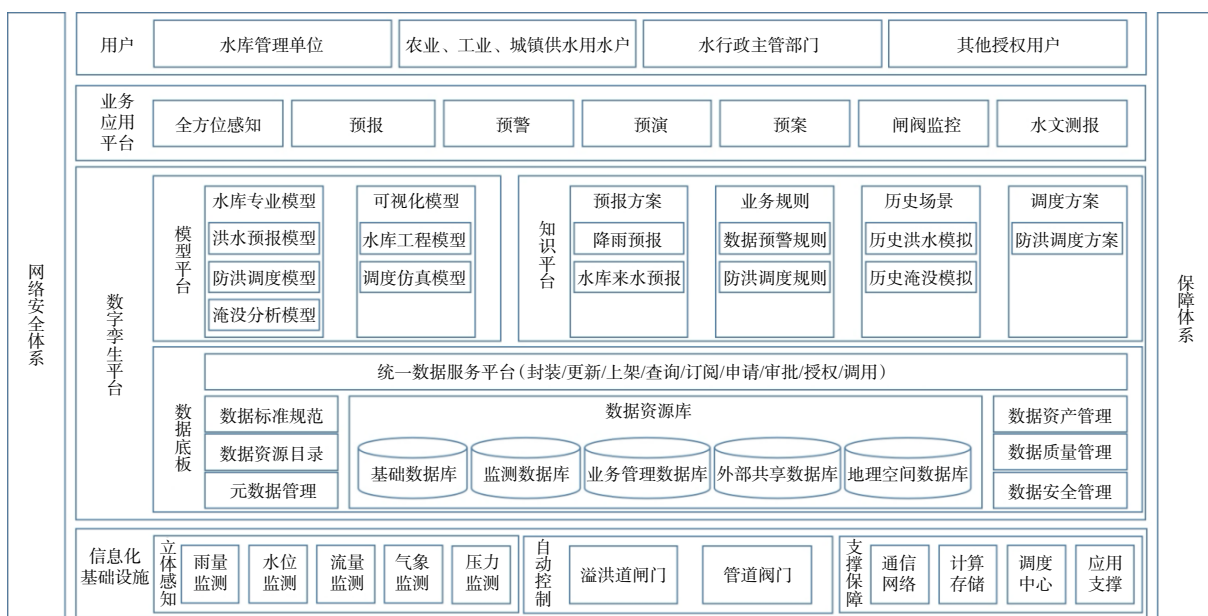 网络安全体系
用户
水库管理单位
农业、工业、城镇供水用水户
水行政主管部门
其他授权用户
业务
应用
平台
全方位感知
预报
预警
预演
预案
闸阀监控
水文测报
数字孪生平台
模型平台
水库专业模型
洪水预报模型
防洪调度模型
淹没分析模型
可视化模型
水库工程模型
调度仿真模型
知识平台
预报方案
降雨预报
水库来水预报
业务规则
数据预警规则
防洪调度规则
历史场景
历史洪水模拟
历史淹没模拟
调度方案
防洪调度方案
数据底板
统一数据服务平台(封装/更新/上架/查询/订阅/申请/审批/授权/调用)
数据标准规范
数据资源目录
元数据管理
数据资源库
基础数据库
监测数据库
业务管理数据库
外部共享数据库
地理空间数据库
数据资产管理
数据质量管理
数据安全管理
信息化
基础设施
立体感知
雨量
监测
水位
监测
流量
监测
气象
监测
压力
监测
自动控制
溢洪道闸门
管道阀门
支撑保障
通信
网络
计算
存储
调度
中心
应用
支撑
保障体系